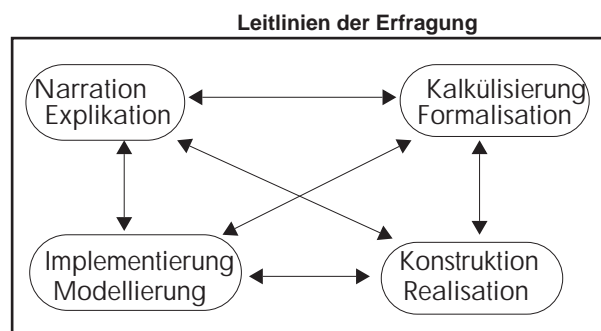 Leitlinien der Erfragung
Narration
Explikation
Kalkülisierung
Formalisation
Implementierung
Modellierung
Konstruktion
Realisation